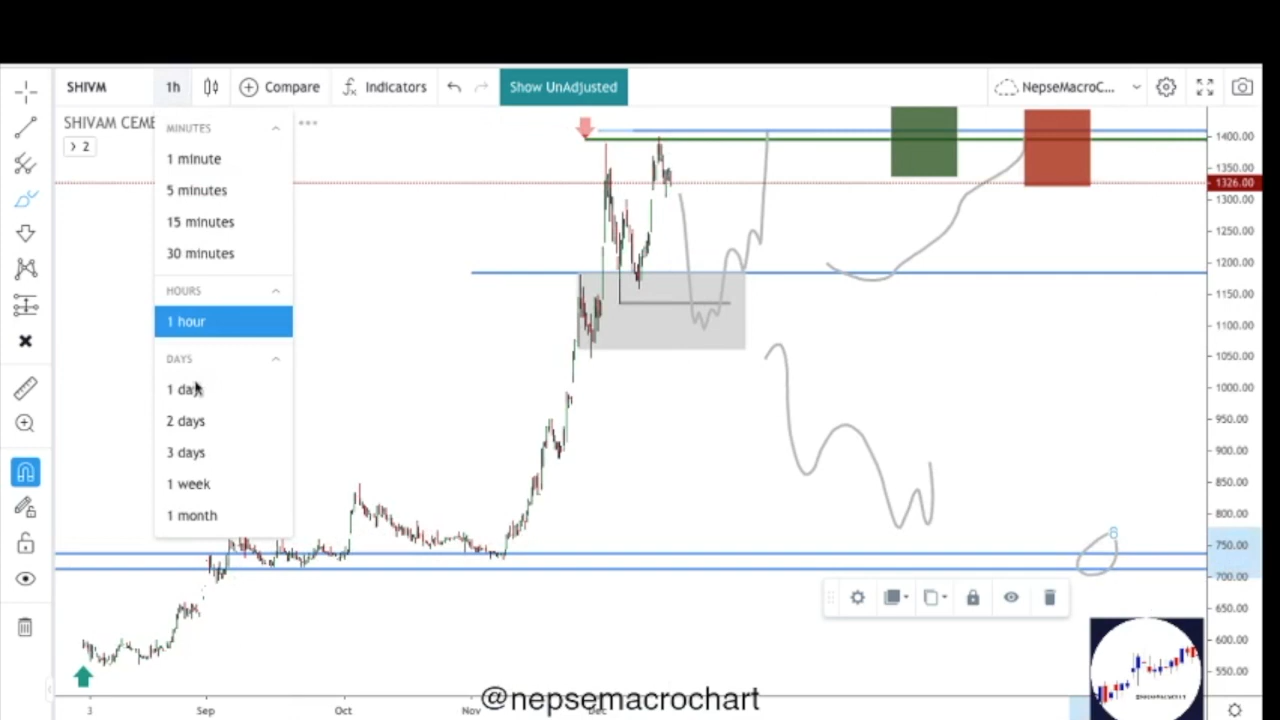 SHIVM 1h Compare Indicators Show UnAdjusted NepseMacroC...
SHIVAM CEME
2
MINUTES
1 minute
5 minutes
15 minutes
30 minutes
HOURS
1 hour
DAYS
1 day
2 days
3 days
1 week
1 month
1400.00
1350.00
1326.00
1300.00
1250.00
1200.00
1150.00
1100.00
1050.00
1000.00
950.00
900.00
850.00
800.00
750.00
700.00
650.00
600.00
550.00
3 Sep Oct Nov Dec
@nepsemacrochart